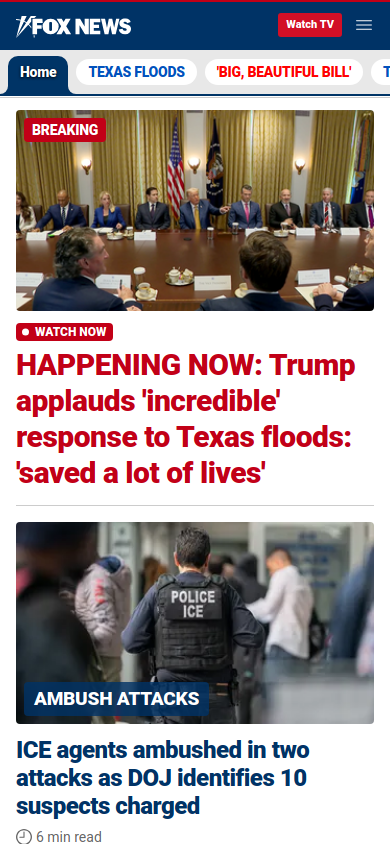 FOX NEWS
Watch TV
Home
TEXAS FLOODS
'BIG, BEAUTIFUL BILL'
BREAKING
WATCH NOW
HAPPENING NOW: Trump
applauds 'incredible'
response to Texas floods:
'saved a lot of lives'
POLICE
ICE
AMBUSH ATTACKS
ICE agents ambushed in two
attacks as DOJ identifies 10
suspects charged
6 min read